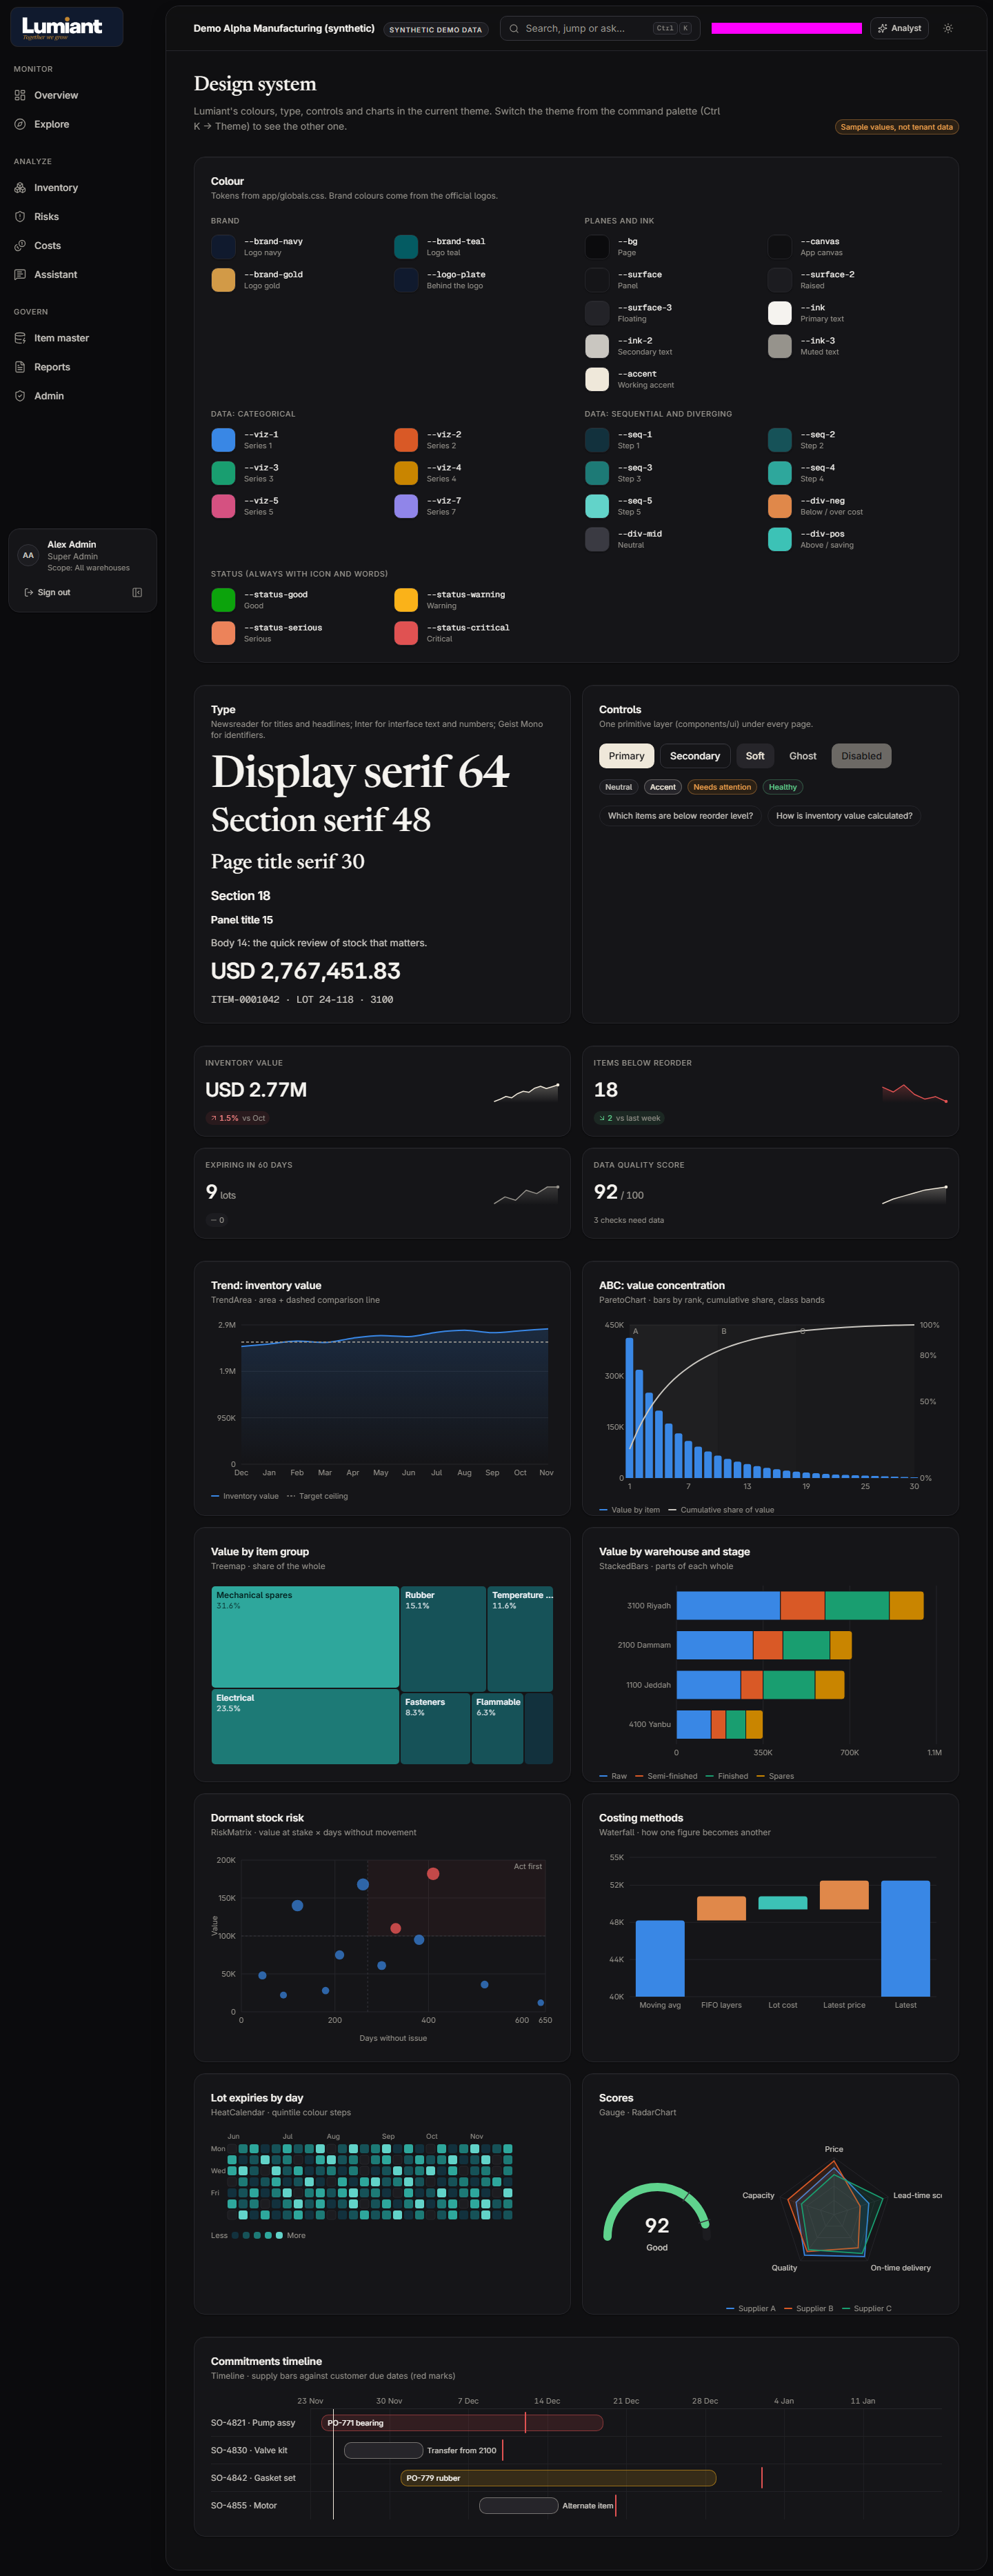 Lumiant
Together we grow
MONITOR
Overview
Explore
ANALYZE
Inventory
Risks
Costs
Assistant
GOVERN
Item master
Reports
Admin
AA
Alex Admin
Super Admin
Scope: All warehouses
Sign out
Demo Alpha Manufacturing (synthetic)
SYNTHETIC DEMO DATA
Search, jump or ask...
Ctrl K
Analyst
Design system
Lumiant's colours, type, controls and charts in the current theme. Switch the theme from the command palette (Ctrl
K → Theme) to see the other one.
Sample values, not tenant data
Colour
Tokens from app/globals.css. Brand colours come from the official logos.
BRAND
--brand-navy
Logo navy
--brand-teal
Logo teal
--brand-gold
Logo gold
--logo-plate
Behind the logo
PLANES AND INK
--bg
Page
--canvas
App canvas
--surface
Panel
--surface-2
Raised
--surface-3
Floating
--ink
Primary text
--ink-2
Secondary text
--ink-3
Muted text
--accent
Working accent
DATA: CATEGORICAL
--viz-1
Series 1
--viz-2
Series 2
--viz-3
Series 3
--viz-4
Series 4
--viz-5
Series 5
--viz-7
Series 7
DATA: SEQUENTIAL AND DIVERGING
--seq-1
Step 1
--seq-2
Step 2
--seq-3
Step 3
--seq-4
Step 4
--seq-5
Step 5
--div-neg
Below / over cost
--div-mid
Neutral
--div-pos
Above / saving
STATUS (ALWAYS WITH ICON AND WORDS)
--status-good
Good
--status-warning
Warning
--status-serious
Serious
--status-critical
Critical
Type
Newsreader for titles and headlines; Inter for interface text and numbers; Geist Mono
for identifiers.
Display serif 64
Section serif 48
Page title serif 30
Section 18
Panel title 15
Body 14: the quick review of stock that matters.
USD 2,767,451.83
ITEM-0001042 · LOT 24-118 · 3100
Controls
One primitive layer (components/ui) under every page.
Primary
Secondary
Soft
Ghost
Disabled
Neutral
Accent
Needs attention
Healthy
Which items are below reorder level?
How is inventory value calculated?
INVENTORY VALUE
USD 2.77M
1.5% vs Oct
ITEMS BELOW REORDER
18
2 vs last week
EXPIRING IN 60 DAYS
9 lots
0
DATA QUALITY SCORE
92 / 100
3 checks need data
Trend: inventory value
TrendArea · area + dashed comparison line
2.9M
1.9M
950K
0
Dec Jan Feb Mar Apr May Jun Jul Aug Sep Oct Nov
Inventory value
Target ceiling
ABC: value concentration
ParetoChart · bars by rank, cumulative share, class bands
450K
300K
150K
0
A
B
C
100%
80%
50%
0%
1 7 13 19 25 30
Value by item
Cumulative share of value
Value by item group
Treemap · share of the whole
Mechanical spares
31.6%
Rubber
15.1%
Temperature ...
11.6%
Electrical
23.5%
Fasteners
8.3%
Flammable
6.3%
Value by warehouse and stage
StackedBars · parts of each whole
3100 Riyadh
2100 Dammam
1100 Jeddah
4100 Yanbu
0 350K 700K 1.1M
Raw
Semi-finished
Finished
Spares
Dormant stock risk
RiskMatrix · value at stake × days without movement
200K
150K
100K
50K
0
Value
Act first
0 200 400 600 650
Days without issue
Costing methods
Waterfall · how one figure becomes another
55K
52K
48K
44K
40K
Moving avg
FIFO layers
Lot cost
Latest price
Latest
Lot expiries by day
HeatCalendar · quintile colour steps
Jun Jul Aug Sep Oct Nov
Mon
Wed
Fri
Less
More
Scores
Gauge · RadarChart
92
Good
Price
Capacity
Lead-time sc
Quality
On-time delivery
Supplier A
Supplier B
Supplier C
Commitments timeline
Timeline · supply bars against customer due dates (red marks)
23 Nov 30 Nov 7 Dec 14 Dec 21 Dec 28 Dec 4 Jan 11 Jan
SO-4821 · Pump assy
PO-771 bearing
SO-4830 · Valve kit
Transfer from 2100
SO-4842 · Gasket set
PO-779 rubber
SO-4855 · Motor
Alternate item